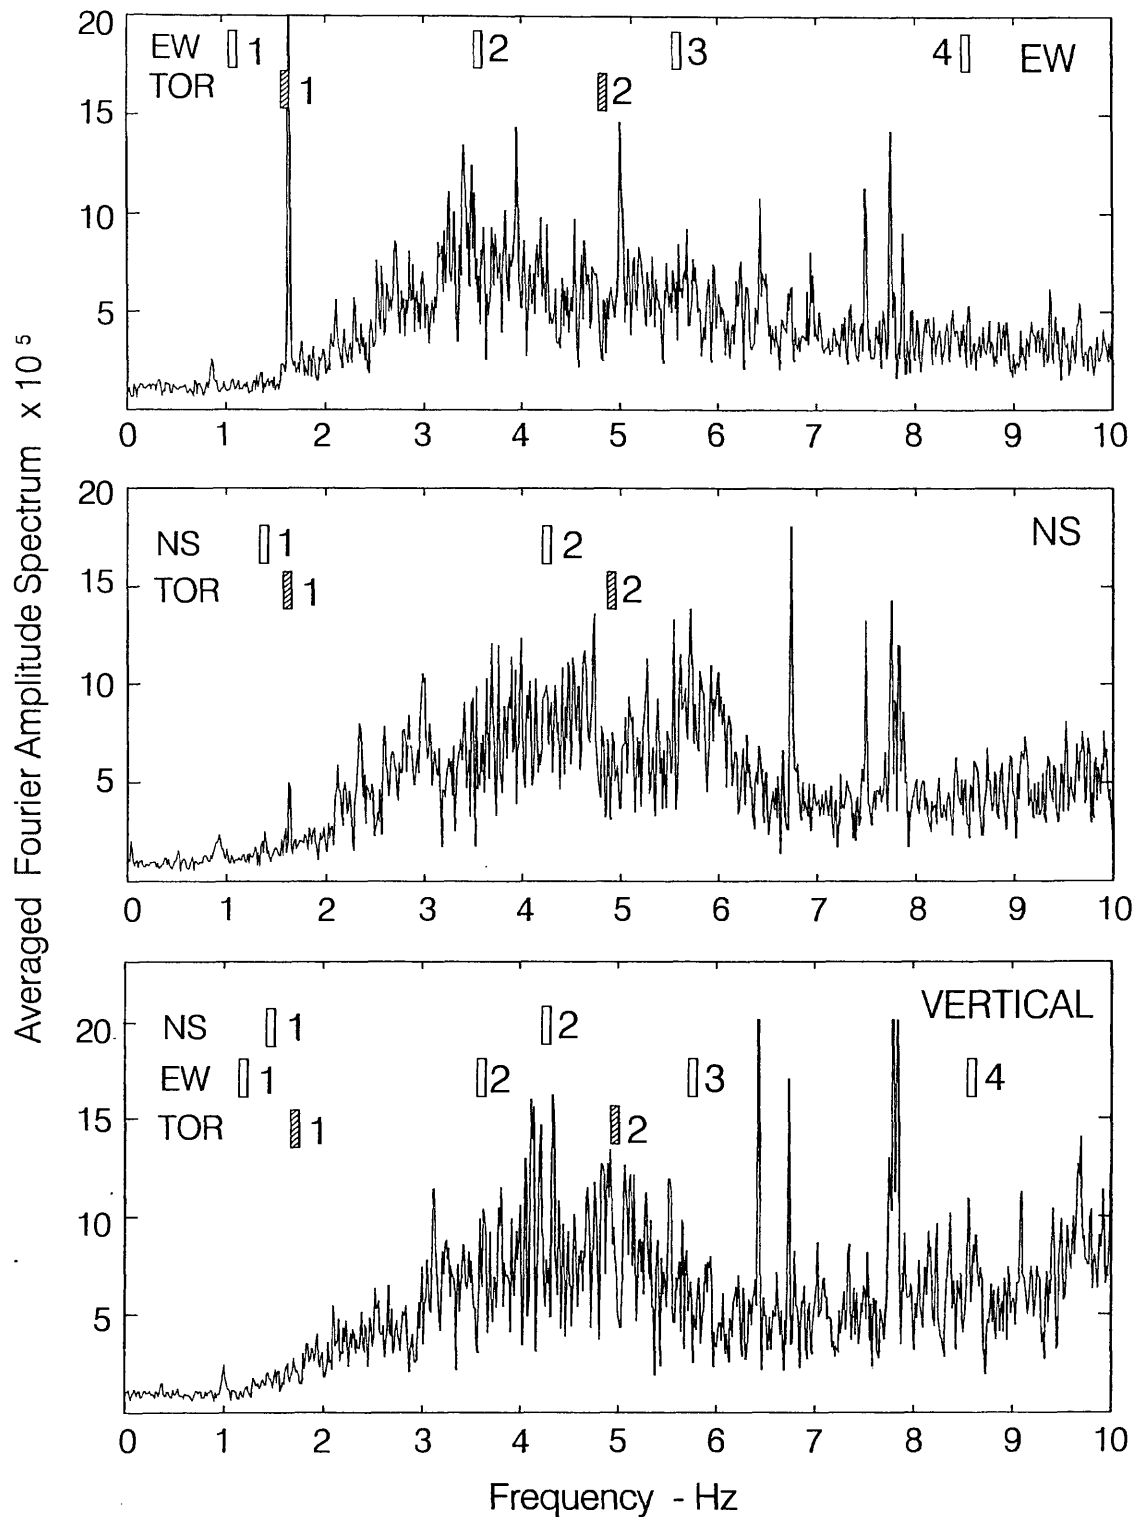 Averaged Fourier Amplitude Spectrum x 10 5
20
15
10
5
EW 1 2 3 4 EW
TOR 1 2
0 1 2 3 4 5 6 7 8 9 10
20
15
10
5
NS 1 2 NS
TOR 1 2
0 1 2 3 4 5 6 7 8 9 10
20
15
10
5
VERTICAL
NS 1 2
EW 1 2 3 4
TOR 1 2
0 1 2 3 4 5 6 7 8 9 10
Frequency - Hz